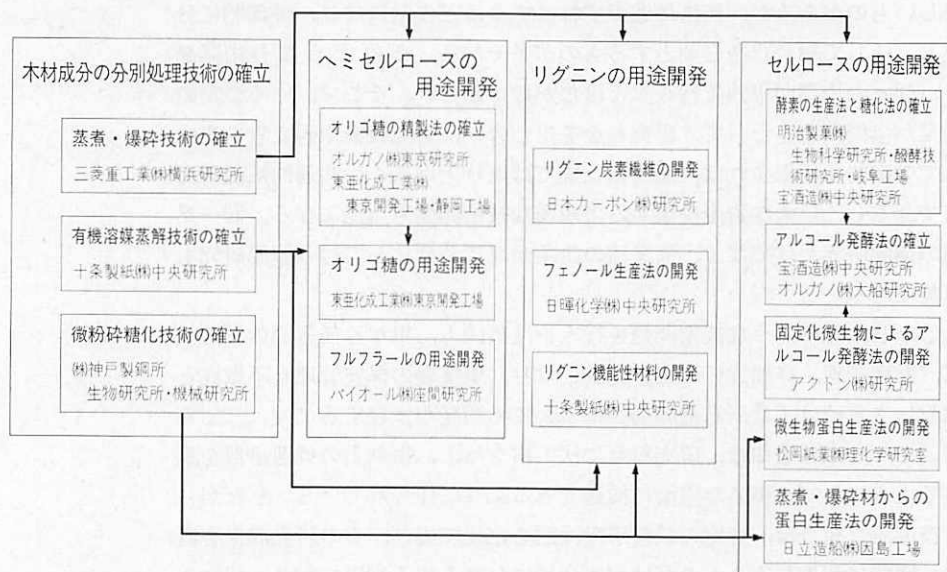 木材成分の分別処理技術の確立
蒸煮・爆砕技術の確立
三菱重工業㈱横浜研究所
有機溶媒蒸解技術の確立
十条製紙㈱中央研究所
微粉砕糖化技術の確立
㈱神戸製鋼所
生物研究所・機械研究所
ヘミセルロースの
用途開発
オリゴ糖の精製法の確立
オルガノ㈱東京研究所
東亜化成工業㈱
東京開発工場・静岡工場
オリゴ糖の用途開発
東亜化成工業㈱東京開発工場
フルフラールの用途開発
バイオール㈱座間研究所
リグニンの用途開発
リグニン炭素繊維の開発
日本カーボン㈱研究所
フェノール生産法の開発
日暉化学㈱中央研究所
リグニン機能性材料の開発
十条製紙㈱中央研究所
セルロースの用途開発
酵素の生産法と糖化法の確立
明治製菓㈱
生物科学研究所・醗酵技
術研究所・岐阜工場
宝酒造㈱中央研究所
アルコール発酵法の確立
宝酒造㈱中央研究所
オルガノ㈱大船研究所
固定化微生物によるア
ルコール発酵法の開発
アクトン㈱研究所
微生物蛋白生産法の開発
松岡紙業㈱理化学研究室
蒸煮・爆砕材からの
蛋白生産法の開発
日立造船㈱因島工場